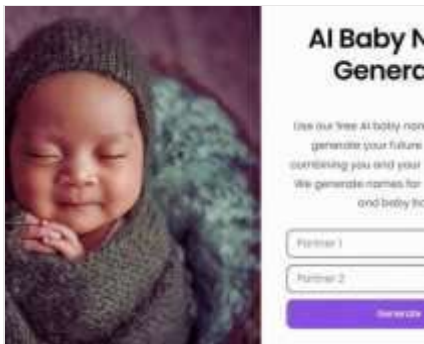 AI Baby N
Genera
Use our free AI baby nam
generate your future
combining you and your
We generate names for
and baby bo
Partner 1
Partner 2
Generate